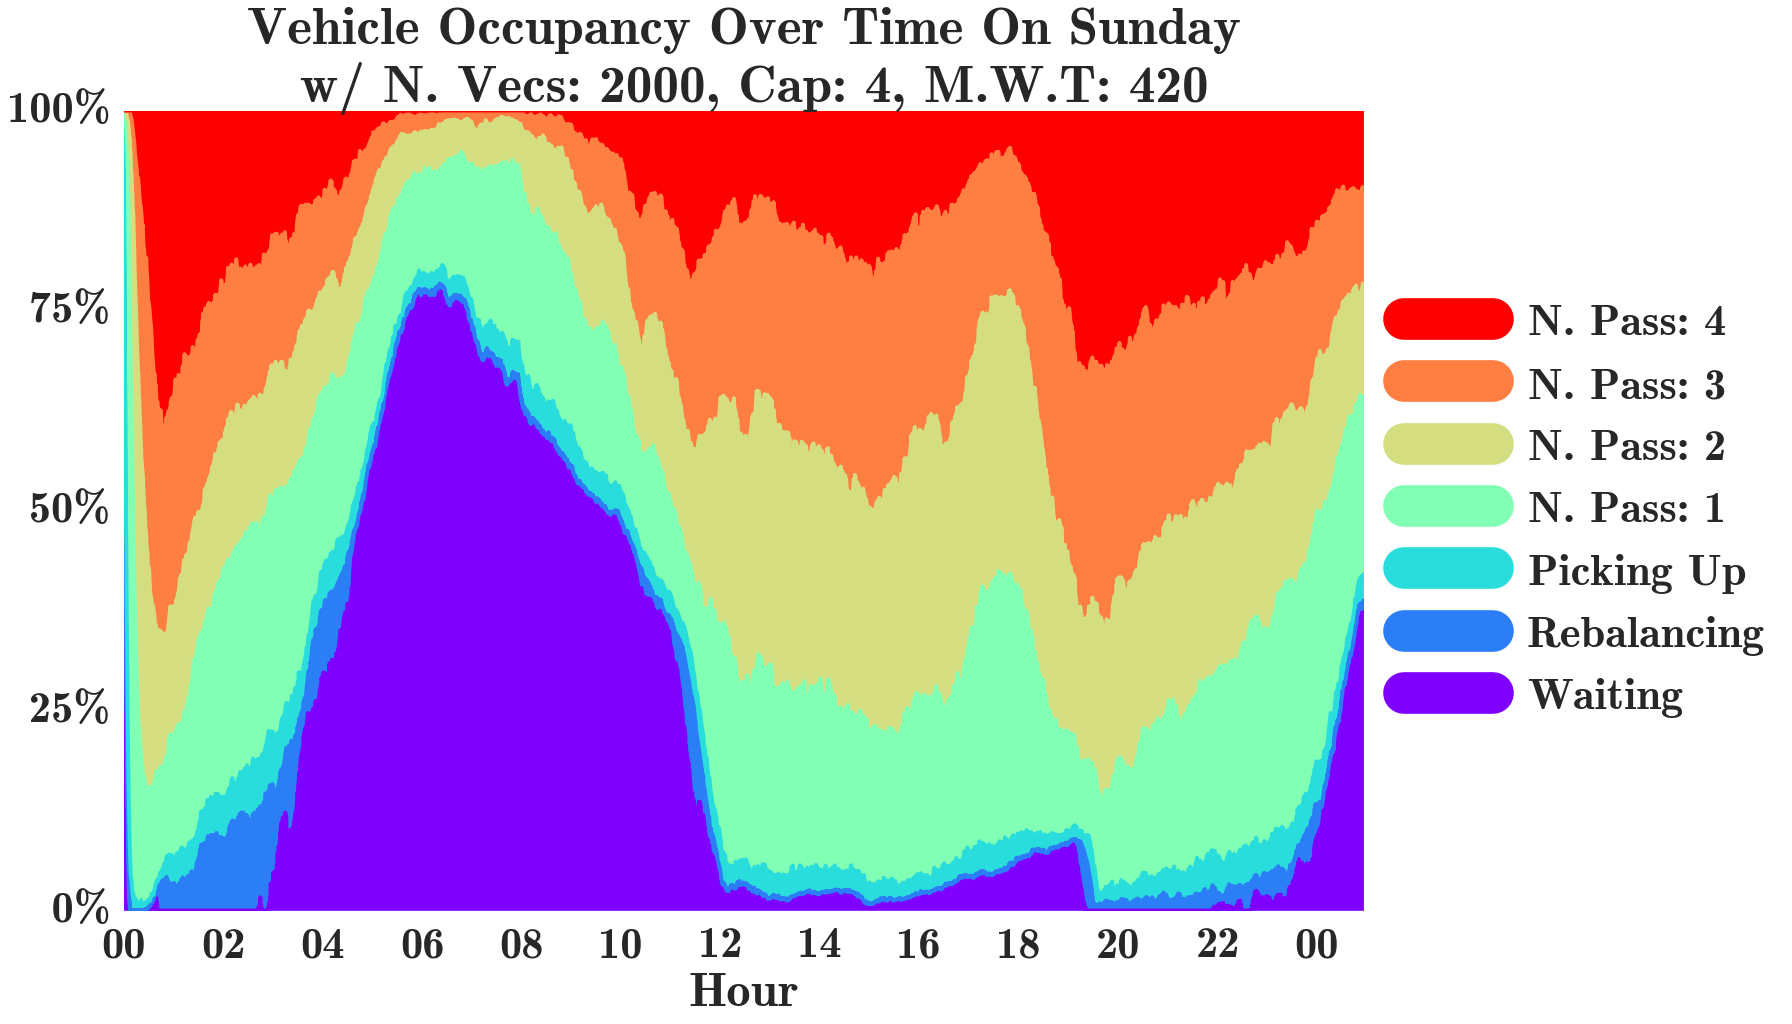 Vehicle Occupancy Over Time On Sunday
w/ N. Vecs: 2000, Cap: 4, M.W.T: 420
100%
75%
50%
25%
0%
00 02 04 06 08 10 12 14 16 18 20 22 00
Hour
N. Pass: 4
N. Pass: 3
N. Pass: 2
N. Pass: 1
Picking Up
Rebalancing
Waiting